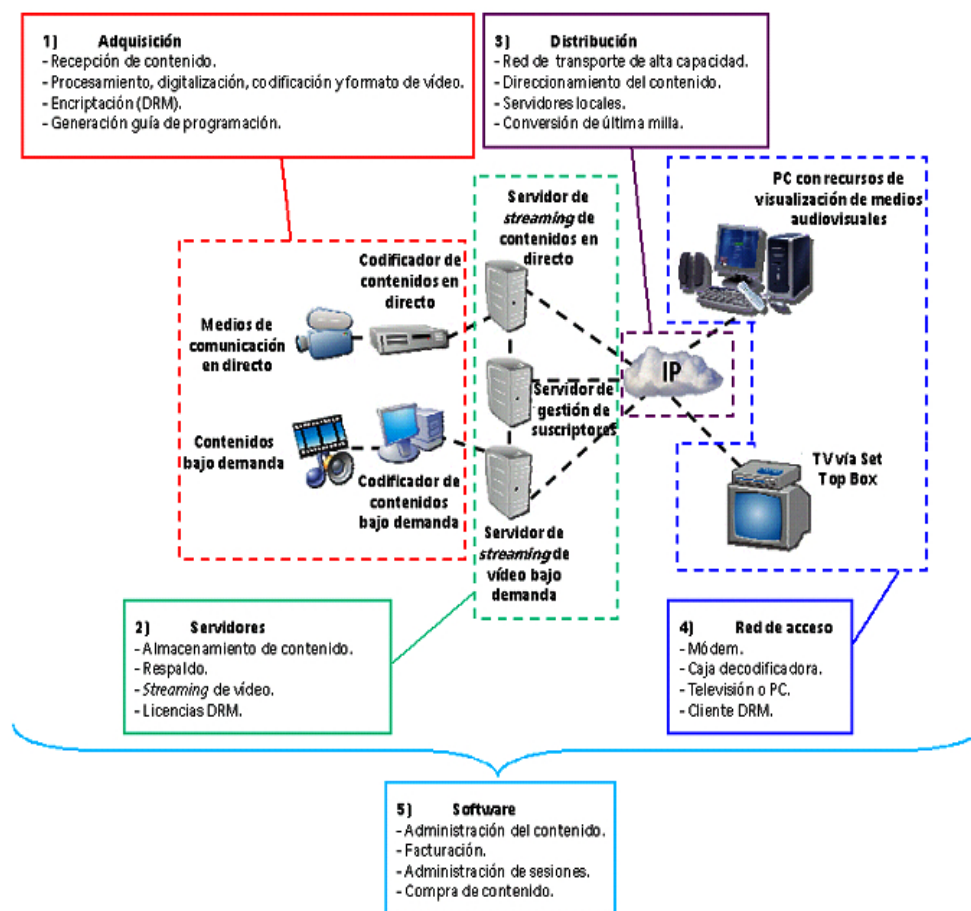 1) Adquisición
- Recepción de contenido.
- Procesamiento, digitalización, codificación y formato de vídeo.
- Encriptación (DRM).
- Generación guía de programación.
3) Distribución
- Red de transporte de alta capacidad.
- Direccionamiento del contenido.
- Servidores locales.
- Conversión de última milla.
PC con recursos de
visualización de medios
audiovisuales
Servidor de
streaming de
contenidos en
directo
Codificador de
contenidos en
directo
Medios de
comunicación
en directo
IP
Servidor
de
gestión de
suscriptores
Contenidos
bajo demanda
Codificador de
contenidos
bajo demanda
TV vía Set
Top Box
Servidor de
streaming de
vídeo bajo
demanda
2) Servidores
- Almacenamiento de contenido.
- Respaldo.
- Streaming de vídeo.
- Licencias DRM.
4) Red de acceso
- Módem.
- Caja decodificadora.
- Televisión o PC.
- Cliente DRM.
5) Software
- Administración del contenido.
- Facturación.
- Administración de sesiones.
- Compra de contenido.